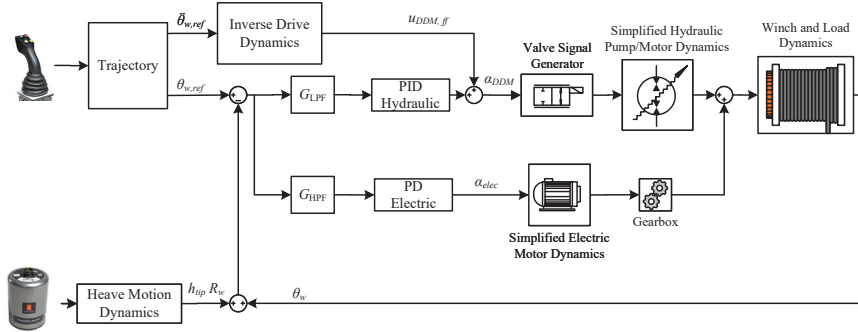 θ̈w,ref
Inverse Drive
Dynamics
uDDM, ff
Trajectory
θw,ref
GLPF
PID
Hydraulic
αDDM
Valve Signal
Generator
Simplified Hydraulic
Pump/Motor Dynamics
Winch and Load
Dynamics
GHPF
PD
Electric
αelec
Simplified Electric
Motor Dynamics
Gearbox
Heave Motion
Dynamics
htip Rw
θw